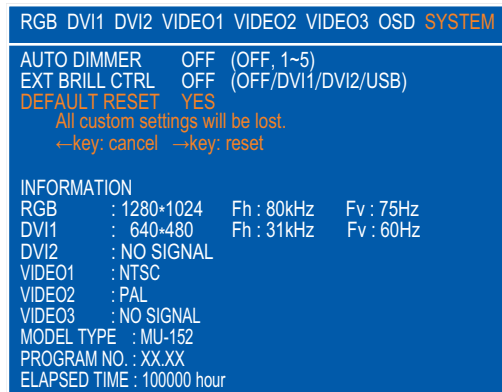 RGB DVI1 DVI2 VIDEO1 VIDEO2 VIDEO3 OSD SYSTEM
AUTO DIMMER OFF (OFF, 1~5)
EXT BRILL CTRL OFF (OFF/DVI1/DVI2/USB)
DEFAULT RESET YES
All custom settings will be lost.
←key: cancel →key: reset
INFORMATION
RGB : 1280*1024 Fh : 80kHz Fv : 75Hz
DVI1 : 640*480 Fh : 31kHz Fv : 60Hz
DVI2 : NO SIGNAL
VIDEO1 : NTSC
VIDEO2 : PAL
VIDEO3 : NO SIGNAL
MODEL TYPE : MU-152
PROGRAM NO. : XX.XX
ELAPSED TIME : 100000 hour